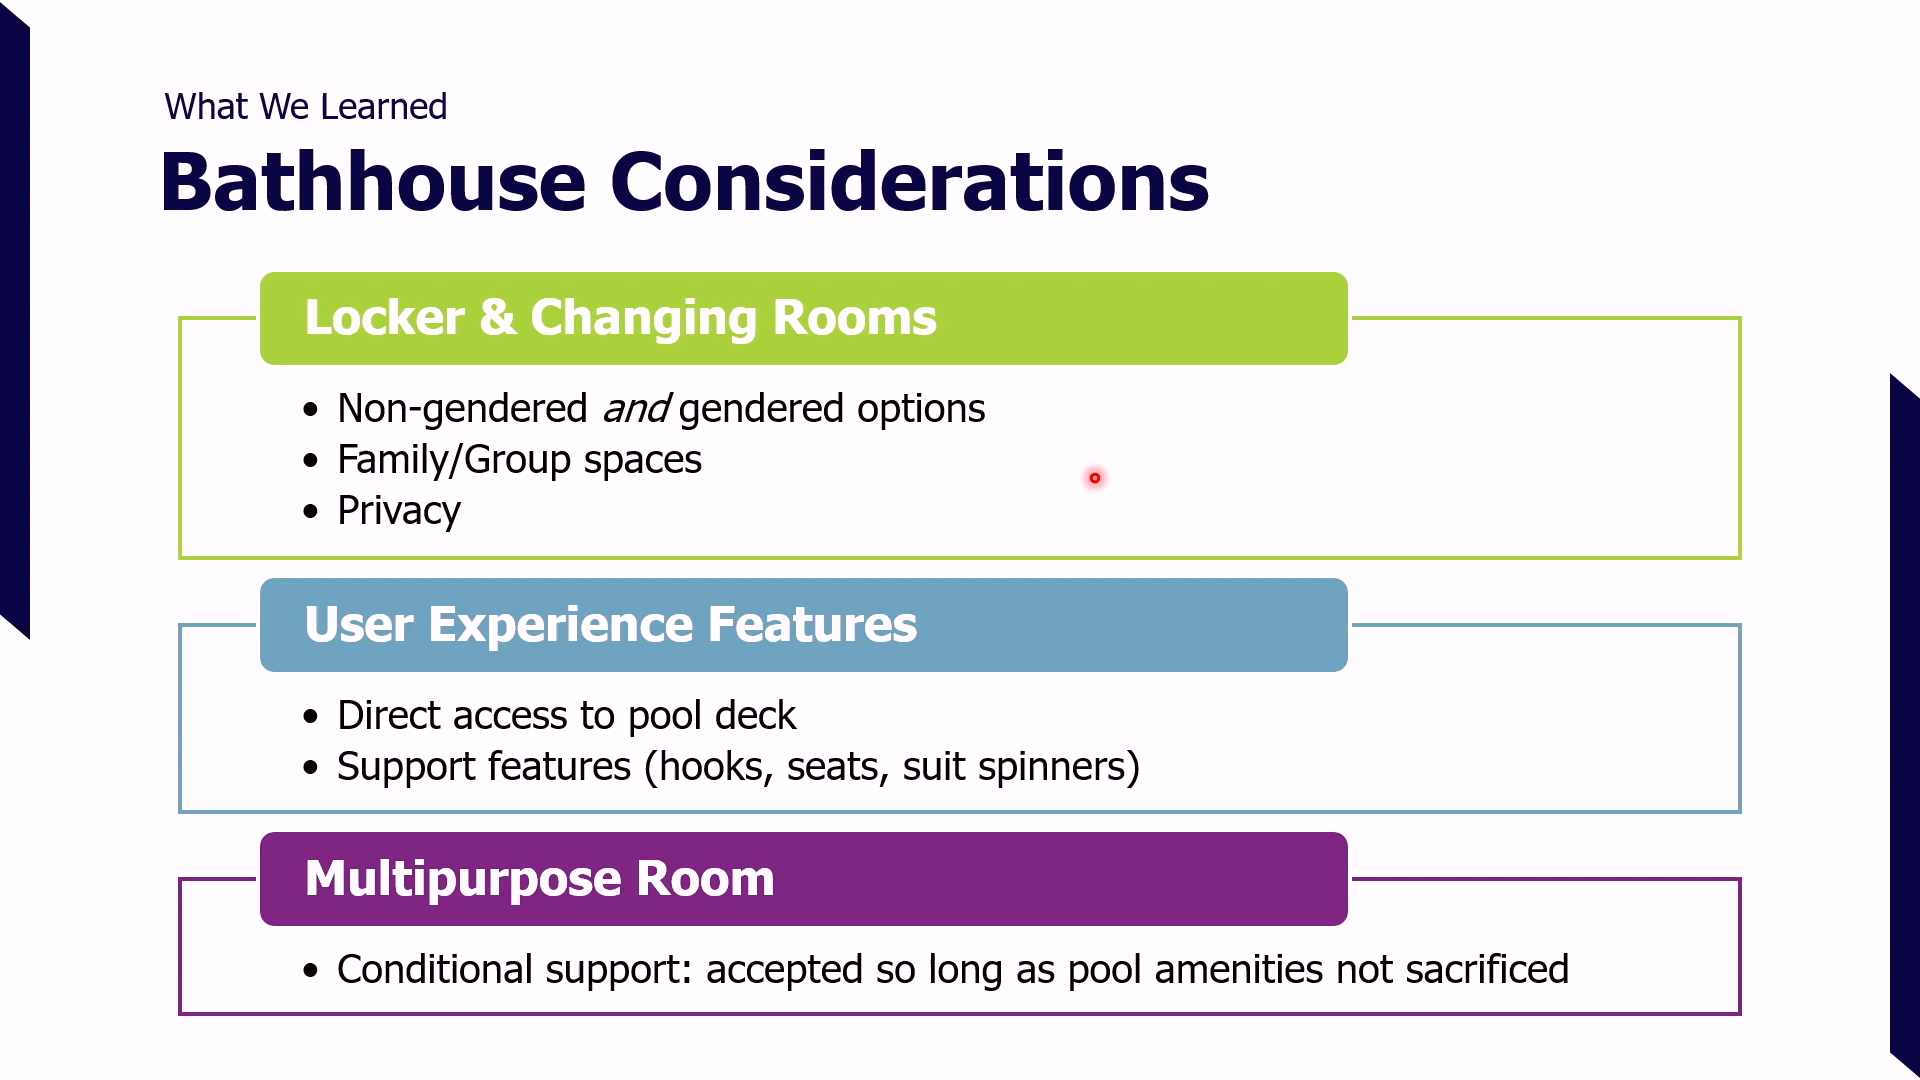 What We Learned
Bathhouse Considerations
Locker & Changing Rooms
• Non-gendered and gendered options
• Family/Group spaces
• Privacy
User Experience Features
• Direct access to pool deck
• Support features (hooks, seats, suit spinners)
Multipurpose Room
• Conditional support: accepted so long as pool amenities not sacrificed